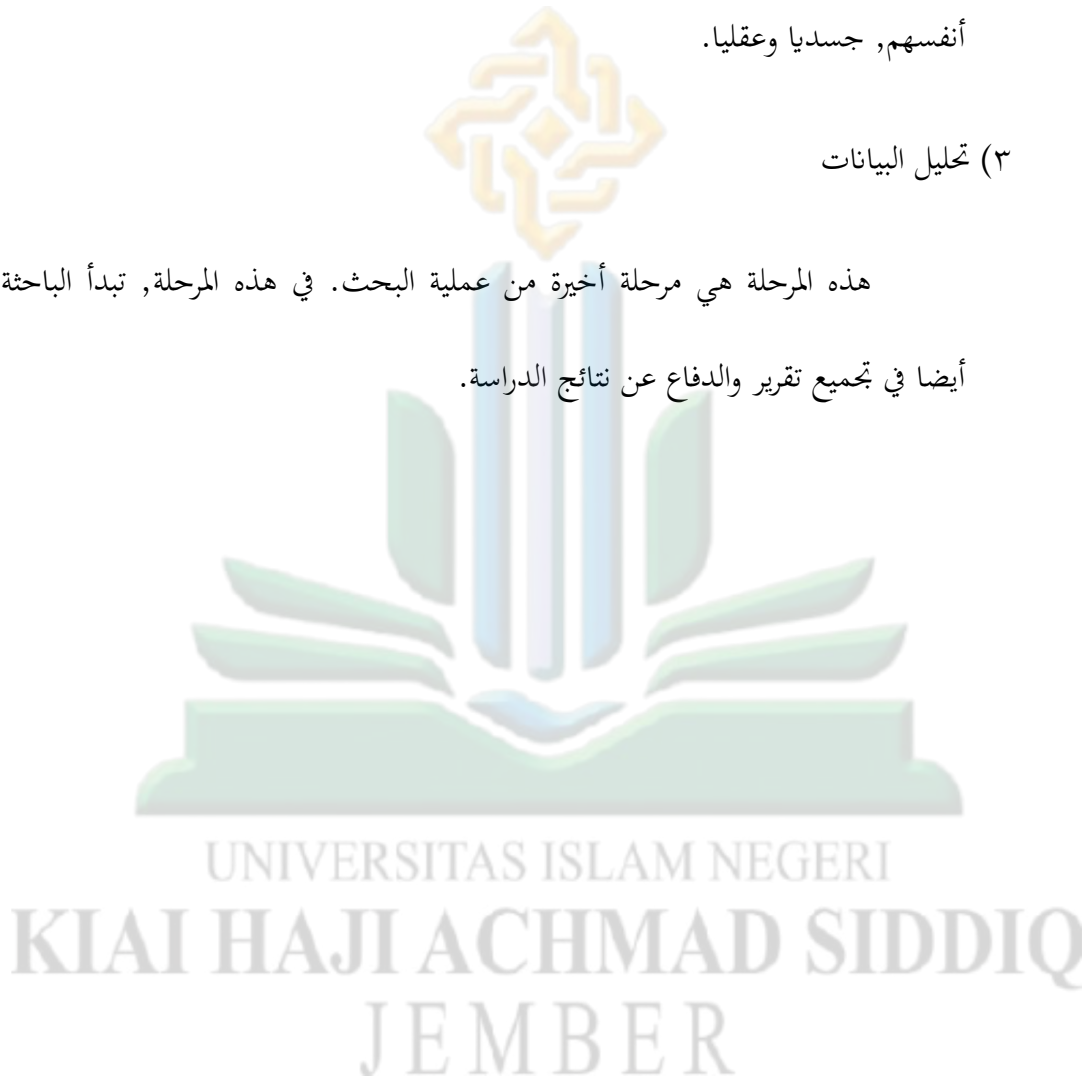 أنفسهم, جسديا وعقليا.
٣) تحليل البيانات
هذه المرحلة هي مرحلة أخيرة من عملية البحث. في هذه المرحلة, تبدأ الباحثة
أيضا في تجميع تقرير والدفاع عن نتائج الدراسة.
UNIVERSITAS ISLAM NEGERI
KIAI HAJI ACHMAD SIDDIQ
JEMBER